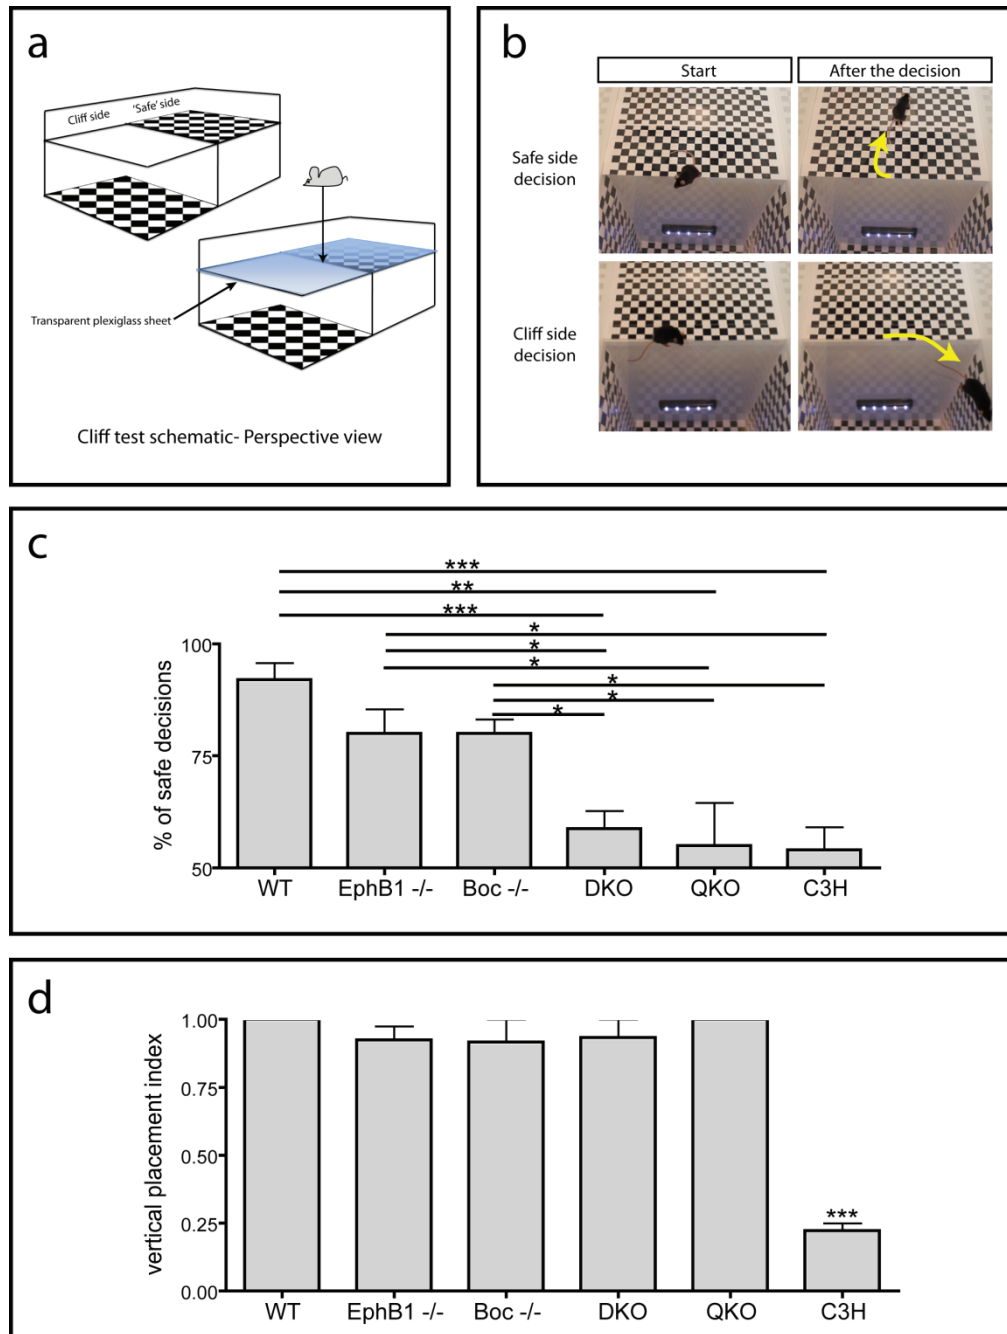 a
Cliff side
'Safe' side
Transparent plexiglass sheet
Cliff test schematic- Perspective view
b
Start
After the decision
Safe side
decision
Cliff side
decision
c
***
**
***
*
*
*
*
*
*
% of safe decisions
100
75
50
WT
EphB1 -/-
Boc -/-
DKO
QKO
C3H
d
vertical placement index
1.00
0.75
0.50
0.25
0.00
***
WT
EphB1 -/-
Boc -/-
DKO
QKO
C3H